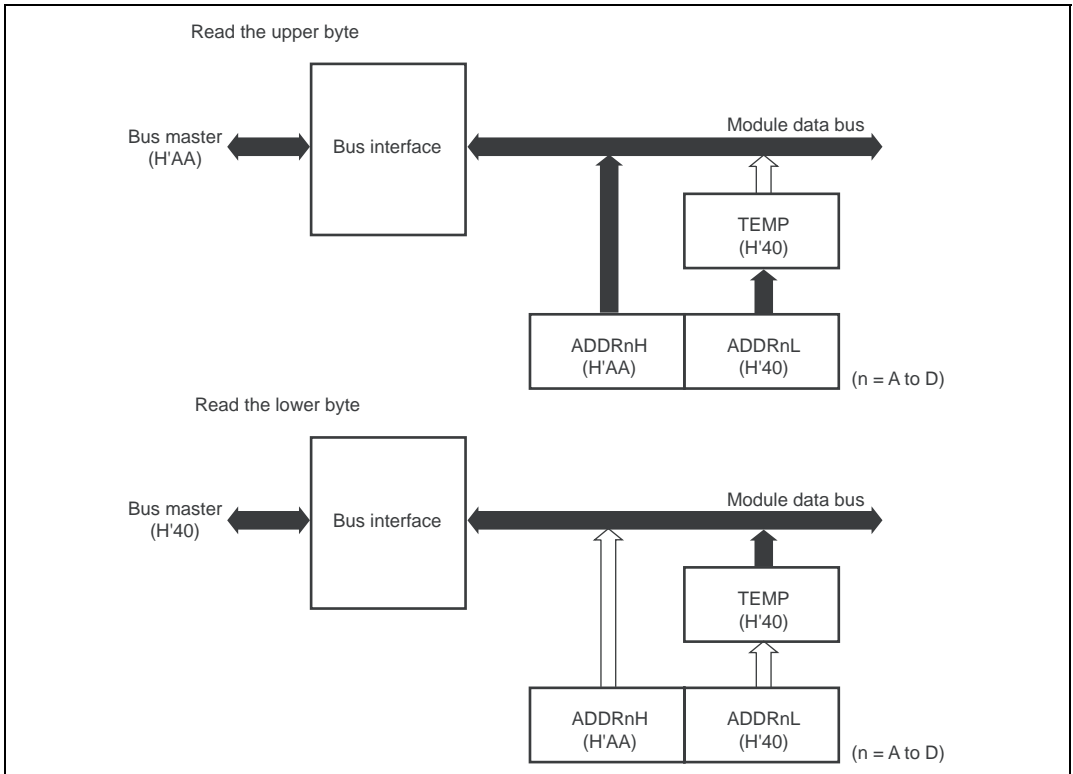 Read the upper byte
Bus master
(H'AA)
Bus interface
Module data bus
TEMP
(H'40)
ADDRnH
(H'AA)
ADDRnL
(H'40)
(n = A to D)
Read the lower byte
Bus master
(H'40)
Bus interface
Module data bus
TEMP
(H'40)
ADDRnH
(H'AA)
ADDRnL
(H'40)
(n = A to D)